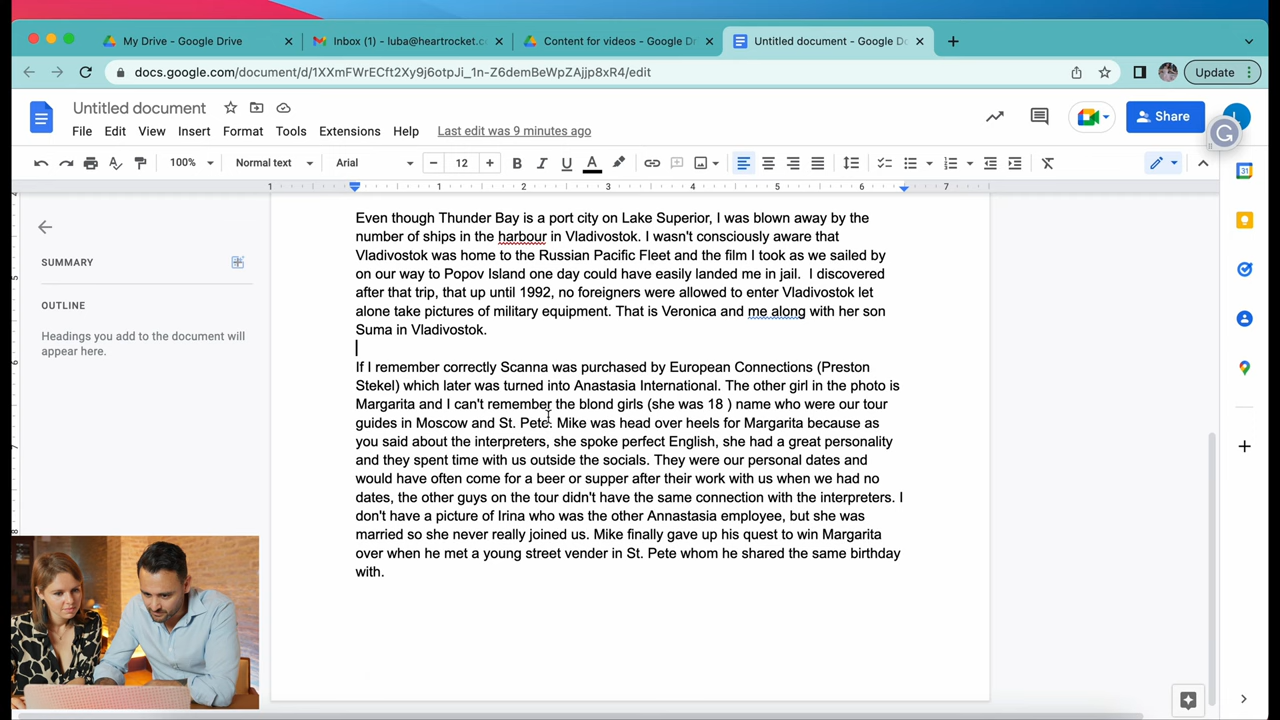 My Drive - Google Drive
Inbox (1) - luba@heartrocket.c
Content for videos - Google Dr
Untitled document - Google Do
docs.google.com/document/d/1XXmFWrECft2Xy9j6otpJi_1n-Z6demBeWpZAjjp8xR4/edit
Update
Untitled document
File Edit View Insert Format Tools Extensions Help Last edit was 9 minutes ago
Share
L
100% Normal text Arial 12
1 1 2 3 4 5 6 7
SUMMARY
OUTLINE
Headings you add to the document will
appear here.
Even though Thunder Bay is a port city on Lake Superior, I was blown away by the
number of ships in the harbour in Vladivostok. I wasn't consciously aware that
Vladivostok was home to the Russian Pacific Fleet and the film I took as we sailed by
on our way to Popov Island one day could have easily landed me in jail.  I discovered
after that trip, that up until 1992, no foreigners were allowed to enter Vladivostok let
alone take pictures of military equipment. That is Veronica and me along with her son
Suma in Vladivostok.
If I remember correctly Scanna was purchased by European Connections (Preston
Stekel) which later was turned into Anastasia International. The other girl in the photo is
Margarita and I can't remember the blond girls (she was 18 ) name who were our tour
guides in Moscow and St. Pete. Mike was head over heels for Margarita because as
you said about the interpreters, she spoke perfect English, she had a great personality
and they spent time with us outside the socials. They were our personal dates and
would have often come for a beer or supper after their work with us when we had no
dates, the other guys on the tour didn't have the same connection with the interpreters. I
don't have a picture of Irina who was the other Annastasia employee, but she was
married so she never really joined us. Mike finally gave up his quest to win Margarita
over when he met a young street vender in St. Pete whom he shared the same birthday
with.
5
6
7
8
31